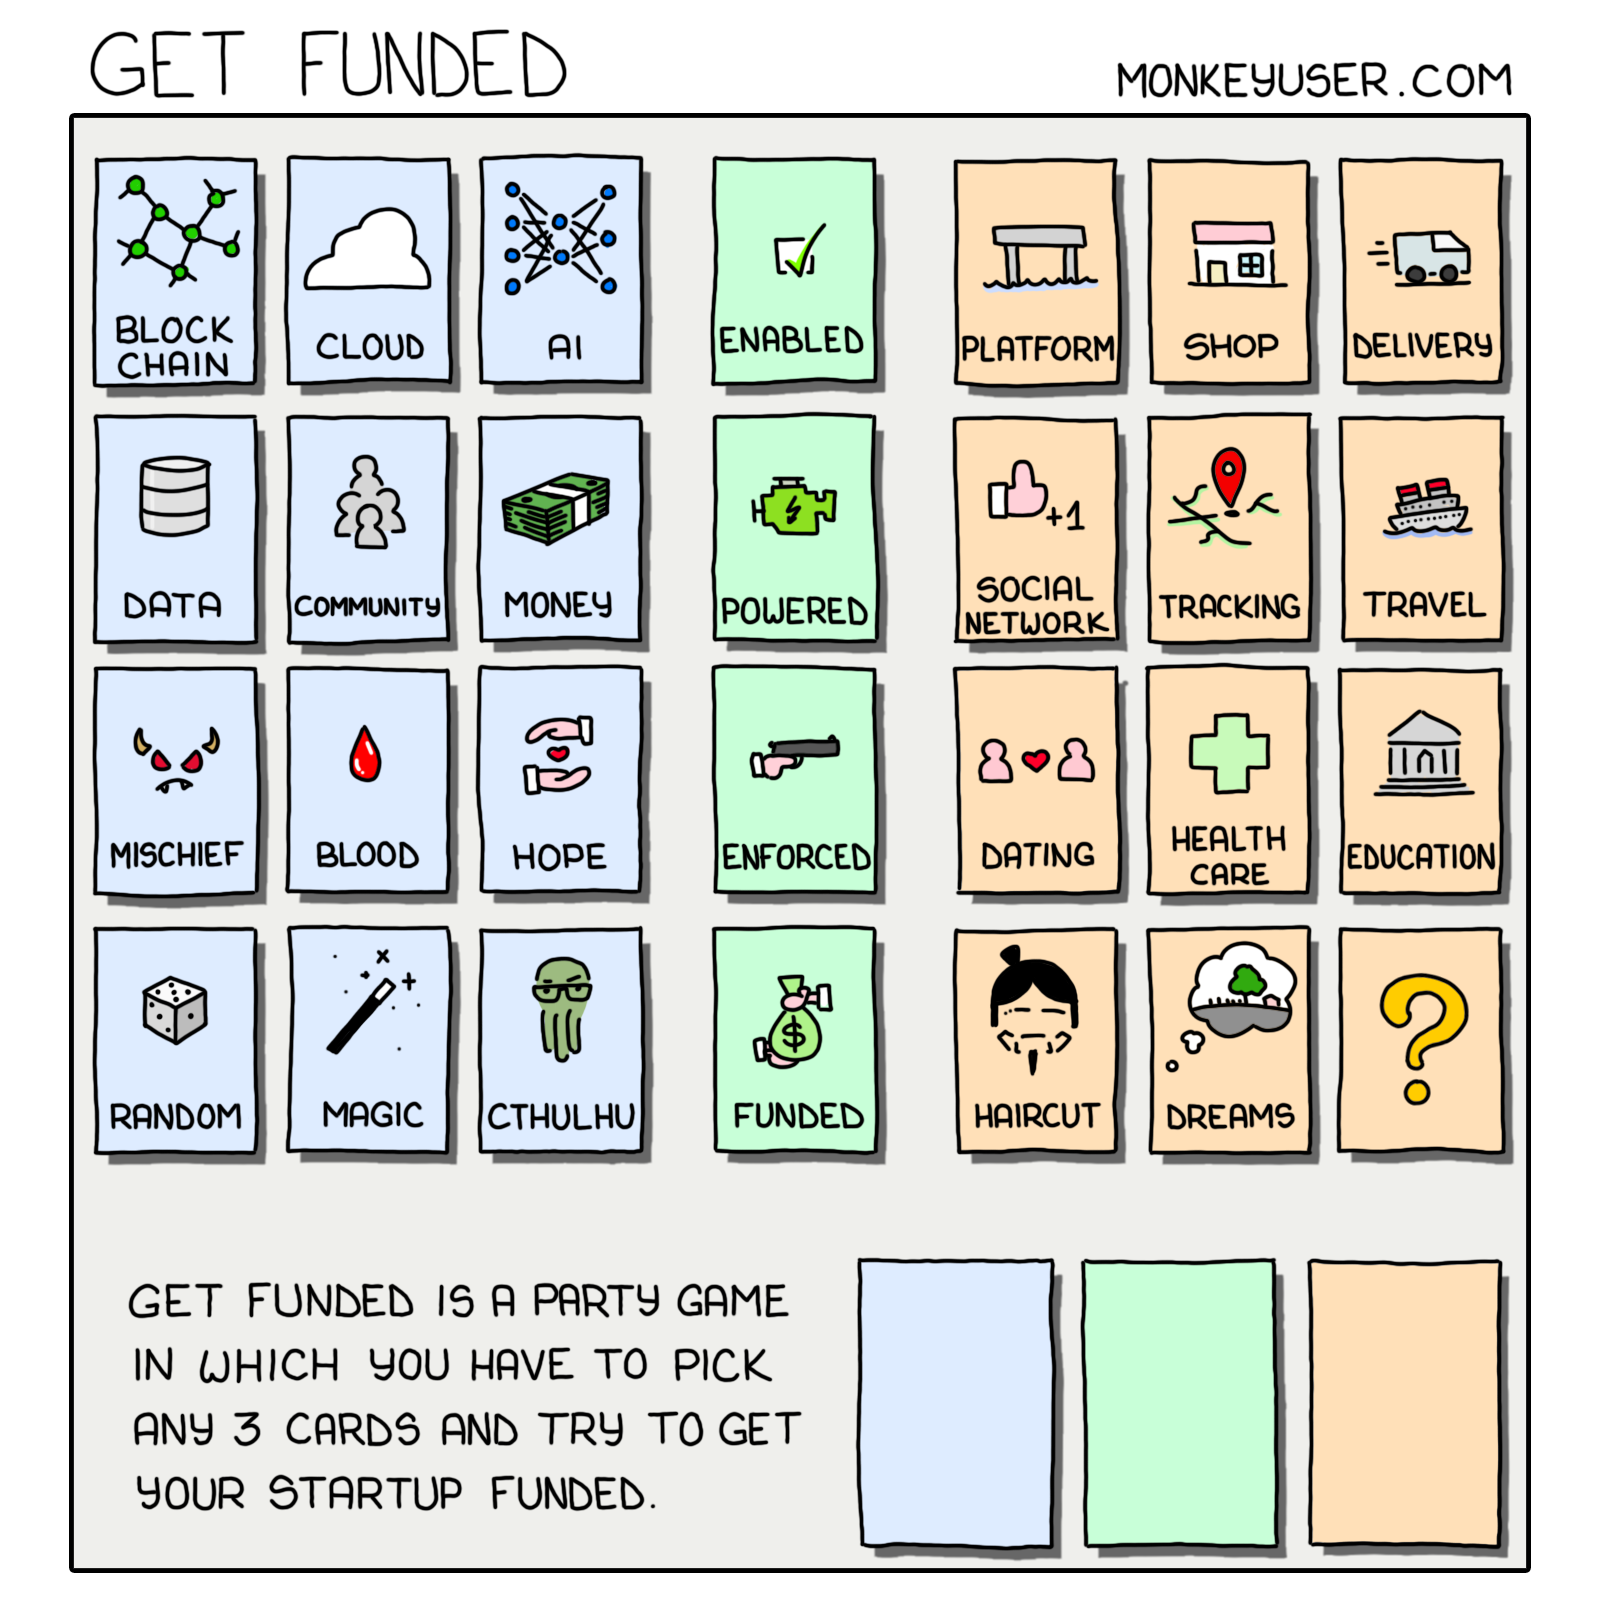 GET FUNDED
MONKEYUSER.COM
BLOCK
CHAIN
CLOUD
AI
ENABLED
PLATFORM
SHOP
DELIVERY
DATA
COMMUNITY
MONEY
POWERED
SOCIAL
NETWORK
+1
TRACKING
TRAVEL
MISCHIEF
BLOOD
HOPE
ENFORCED
DATING
HEALTH
CARE
EDUCATION
RANDOM
MAGIC
CTHULHU
$
FUNDED
HAIRCUT
DREAMS
?
GET FUNDED IS A PARTY GAME
IN WHICH YOU HAVE TO PICK
ANY 3 CARDS AND TRY TO GET
YOUR STARTUP FUNDED.